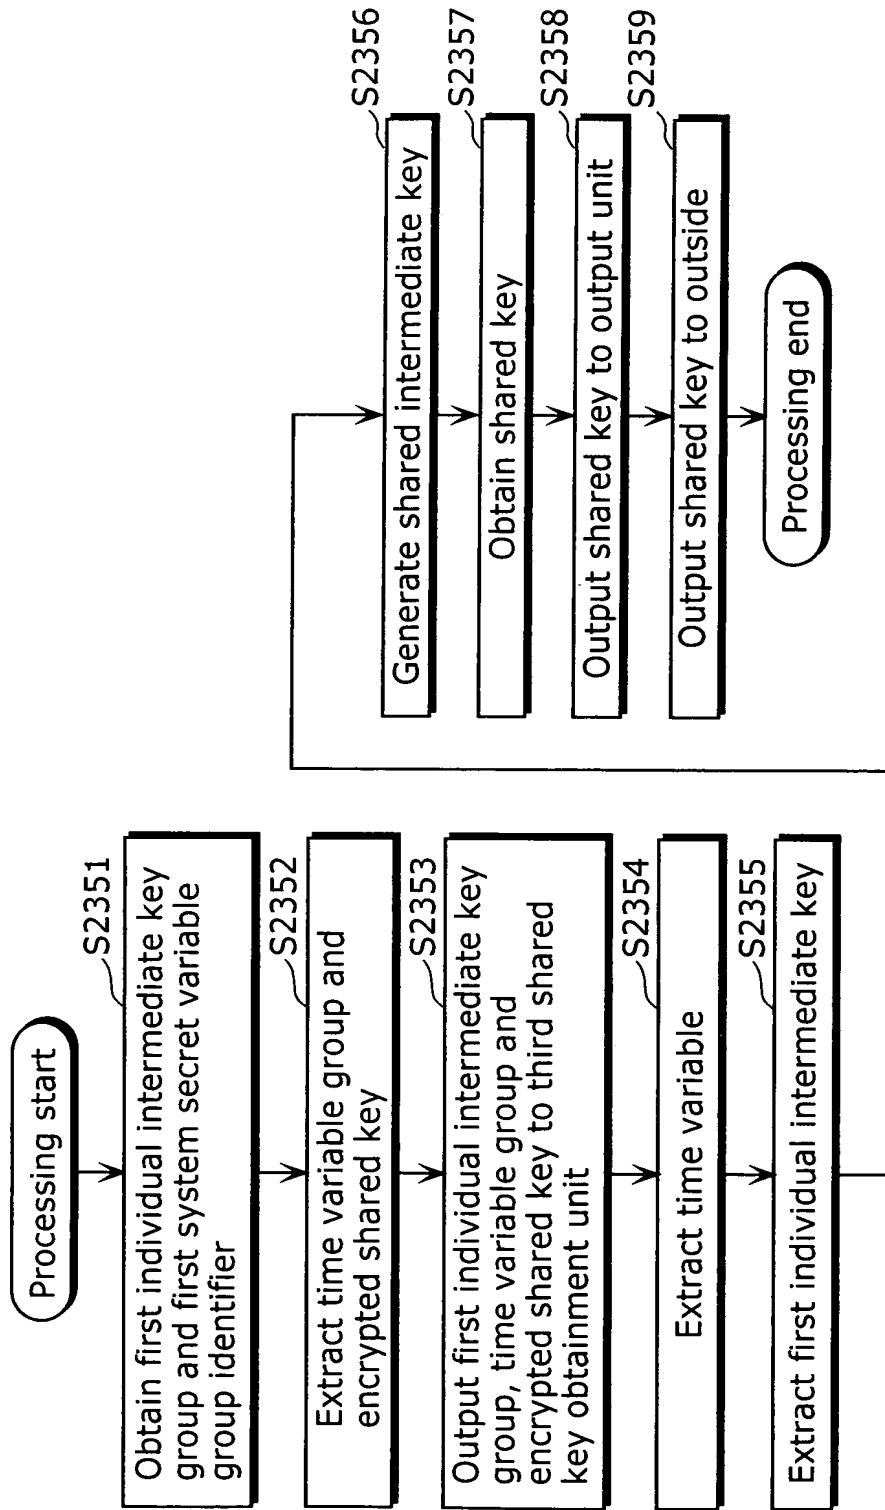 Processing start
S2351
Obtain first individual intermediate key
group and first system secret variable
group identifier
S2352
Extract time variable group and
encrypted shared key
S2353
Output first individual intermediate key
group, time variable group and
encrypted shared key to third shared
key obtainment unit
S2354
Extract time variable
S2355
Extract first individual intermediate key
S2356
Generate shared intermediate key
S2357
Obtain shared key
S2358
Output shared key to output unit
S2359
Output shared key to outside
Processing end